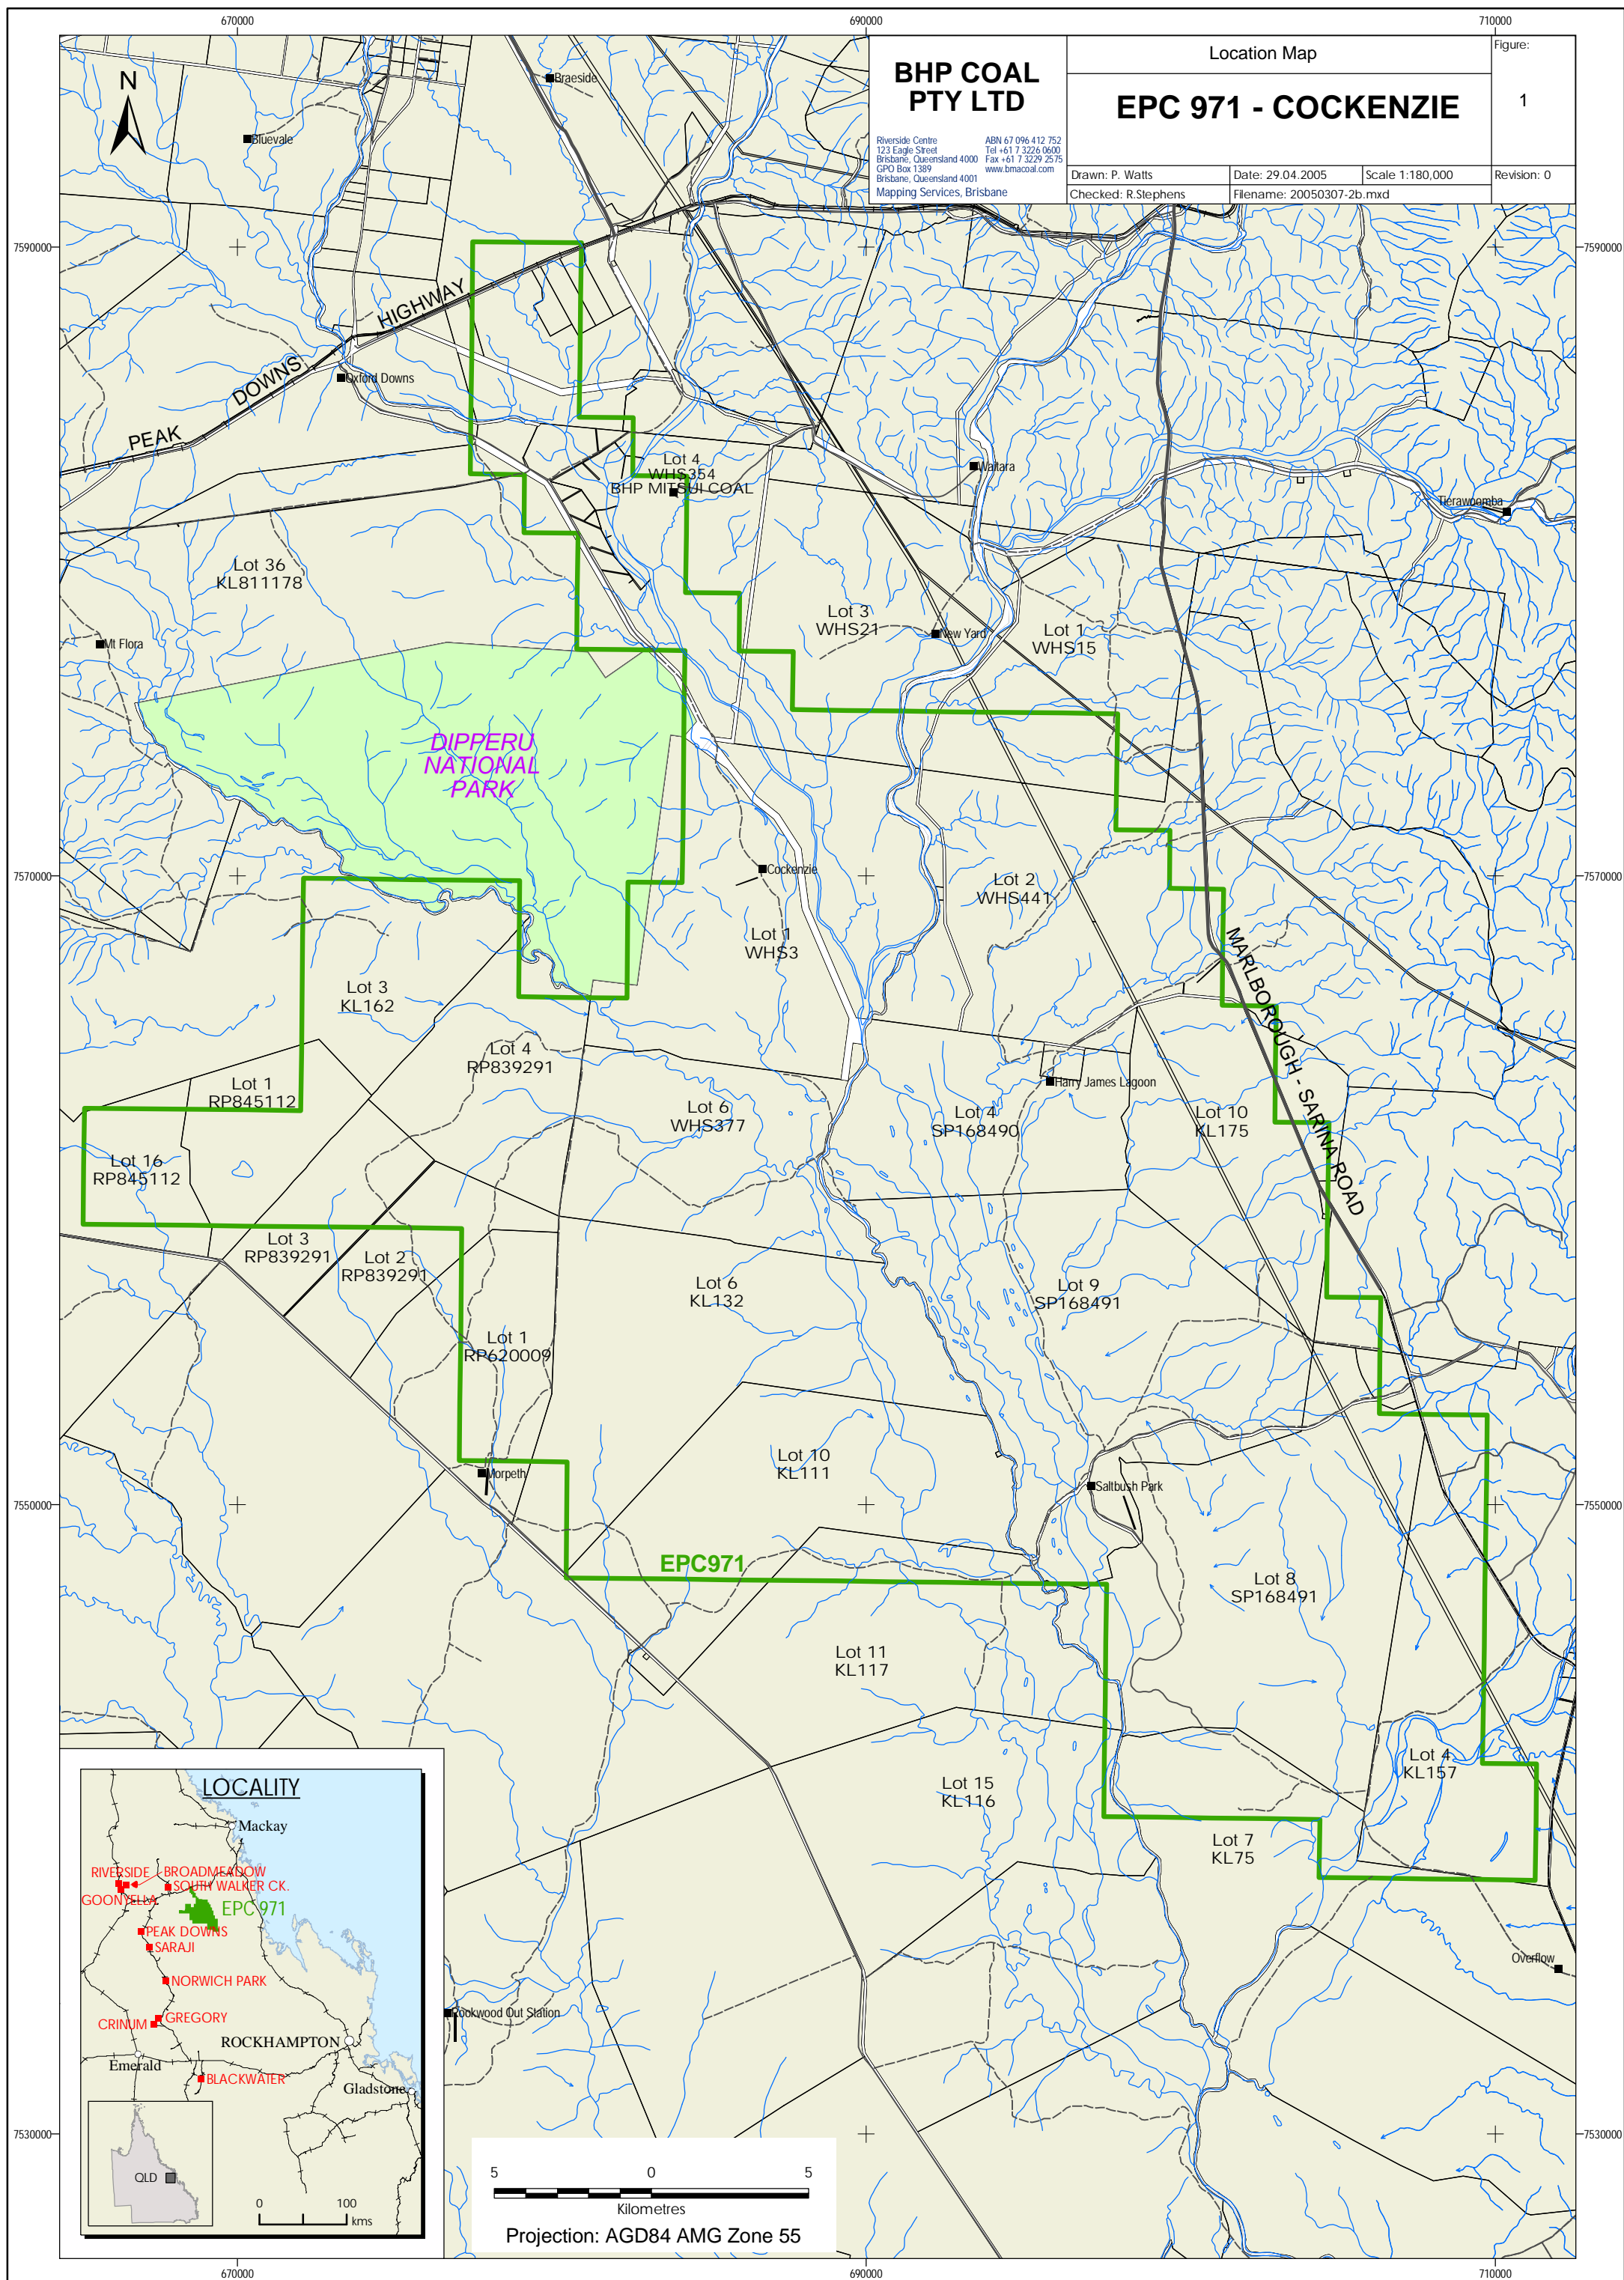 670000
690000
710000
BHP COAL
PTY LTD
Riverside Centre
123 Eagle Street
Brisbane, Queensland 4000
GPO Box 1389
Brisbane, Queensland 4001
ABN 67 096 412 752
Tel +61 7 3226 0600
Fax +61 7 3229 2575
www.bmacoal.com
Mapping Services, Brisbane
Location Map
EPC 971 - COCKENZIE
Figure:
1
Drawn: P. Watts
Date: 29.04.2005
Scale 1:180,000
Revision: 0
Checked: R.Stephens
Filename: 20050307-2b.mxd
N
Braeside
Bluevale
7590000
7590000
PEAK DOWNS HIGHWAY
Oxford Downs
Lot 4
WHS354
BHP MITSUI COAL
Waitara
Tierawoomba
Lot 36
KL811178
Mt Flora
Lot 3
WHS21
New Yard
Lot 1
WHS15
DIPPERU
NATIONAL
PARK
7570000
7570000
Cockenzie
Lot 2
WHS441
Lot 1
WHS3
MARLBOROUGH - SARINA ROAD
Lot 3
KL162
Lot 4
RP839291
Lot 1
RP845112
Harry James Lagoon
Lot 6
WHS377
Lot 4
SP168490
Lot 10
KL175
Lot 16
RP845112
Lot 3
RP839291
Lot 2
RP839291
Lot 6
KL132
Lot 9
SP168491
Lot 1
RP620009
Lot 10
KL111
Morpeth
Saltbush Park
7550000
7550000
EPC971
Lot 8
SP168491
Lot 11
KL117
Lot 4
KL157
Lot 15
KL116
Lot 7
KL75
Overflow
Rookwood Out Station
LOCALITY
Mackay
RIVERSIDE
BROADMEADOW
SOUTH WALKER CK.
GOONYELLA
EPC 971
PEAK DOWNS
SARAJI
NORWICH PARK
GREGORY
CRINUM
ROCKHAMPTON
Emerald
BLACKWATER
Gladstone
QLD
0 100
kms
7530000
7530000
5 0 5
Kilometres
Projection: AGD84 AMG Zone 55
670000
690000
710000